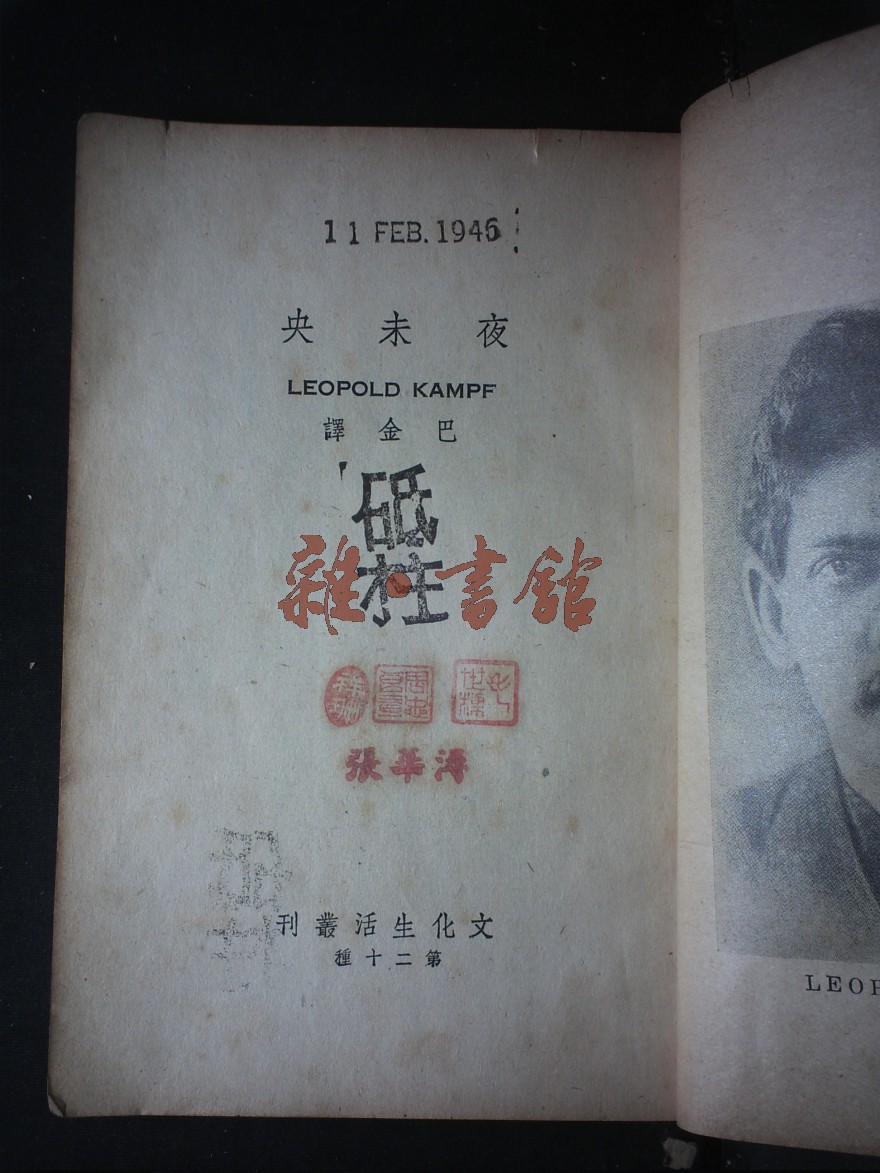 11 FEB. 1946
夜未央
LEOPOLD KAMPF
巴金譯
砥
柱
雜·書館
張華濤
文化生活叢刊
第二十種
LEOP